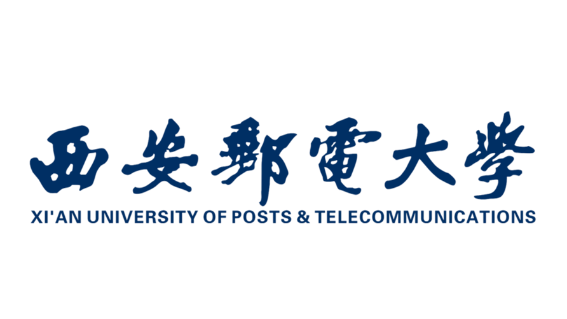 西安郵電大學
XI'AN UNIVERSITY OF POSTS & TELECOMMUNICATIONS